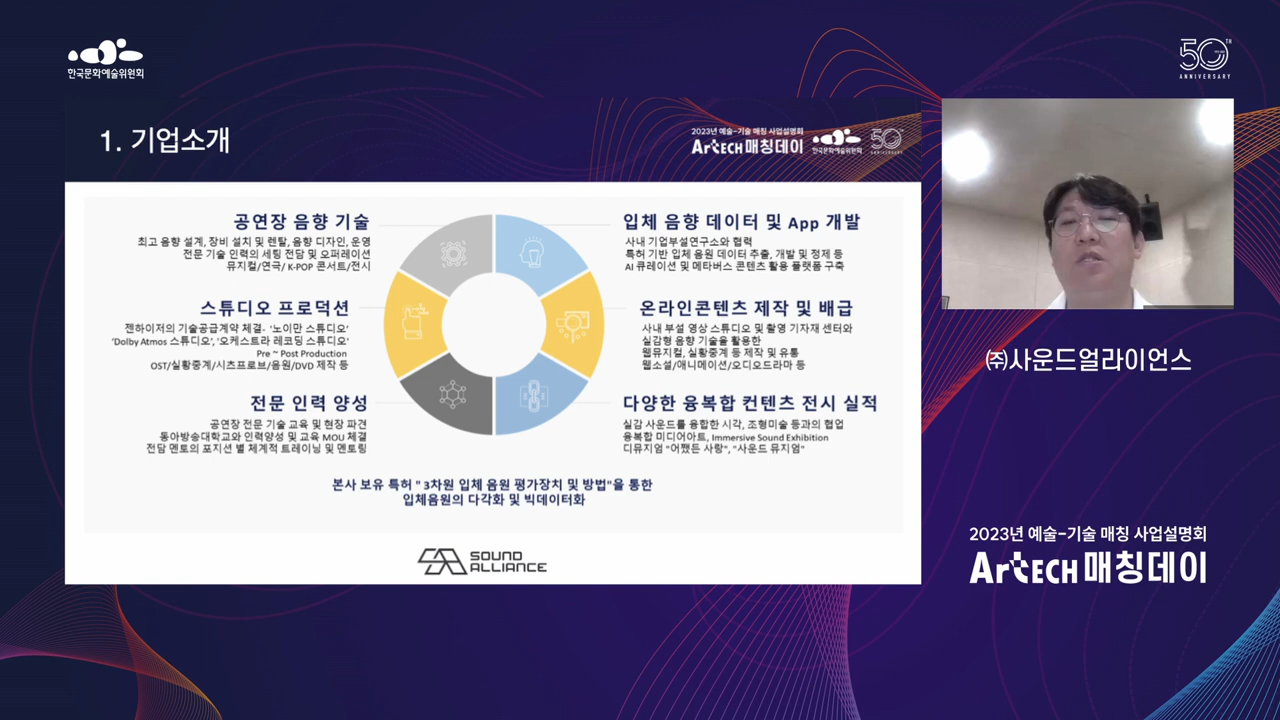 한국문화예술위원회
50TH
ANNIVERSARY
1. 기업소개
2023년 예술-기술 매칭 사업설명회
ArtECH 매칭데이
한국문화예술위원회
50TH
ANNIVERSARY
공연장 음향 기술
최고 음향 설계, 장비 설치 및 렌탈, 음향 디자인, 운영
전문 기술 인력의 세팅 전담 및 오퍼레이션
뮤지컬/연극/ K-POP 콘서트/전시
입체 음향 데이터 및 App 개발
사내 기업부설연구소와 협력
특허 기반 입체 음원 데이터 추출, 개발 및 정제 등
AI 큐레이션 및 메타버스 콘텐츠 활용 플랫폼 구축
스튜디오 프로덕션
젠하이저의 기술공급계약 체결- '노이만 스튜디오'
'Dolby Atmos 스튜디오', '오케스트라 레코딩 스튜디오'
Pre ~ Post Production
OST/실황중계/시츠프로브/음원/DVD 제작 등
온라인콘텐츠 제작 및 배급
사내 부설 영상 스튜디오 및 촬영 기자재 센터와
실감형 음향 기술을 활용한
웹뮤지컬, 실황중계 등 제작 및 유통
웹소설/애니메이션/오디오드라마 등
전문 인력 양성
공연장 전문 기술 교육 및 현장 파견
동아방송대학교와 인력양성 및 교육 MOU 체결
전담 멘토의 포지션 별 체계적 트레이닝 및 멘토링
다양한 융복합 컨텐츠 전시 실적
실감 사운드를 융합한 시각, 조형미술 등과의 협업
융복합 미디어아트, Immersive Sound Exhibition
디뮤지엄 "어쨌든 사랑", "사운드 뮤지엄"
본사 보유 특허 " 3차원 입체 음원 평가장치 및 방법"을 통한
입체음원의 다각화 및 빅데이터화
SOUND
ALLIANCE
㈜사운드얼라이언스
2023년 예술-기술 매칭 사업설명회
ArtECH 매칭데이